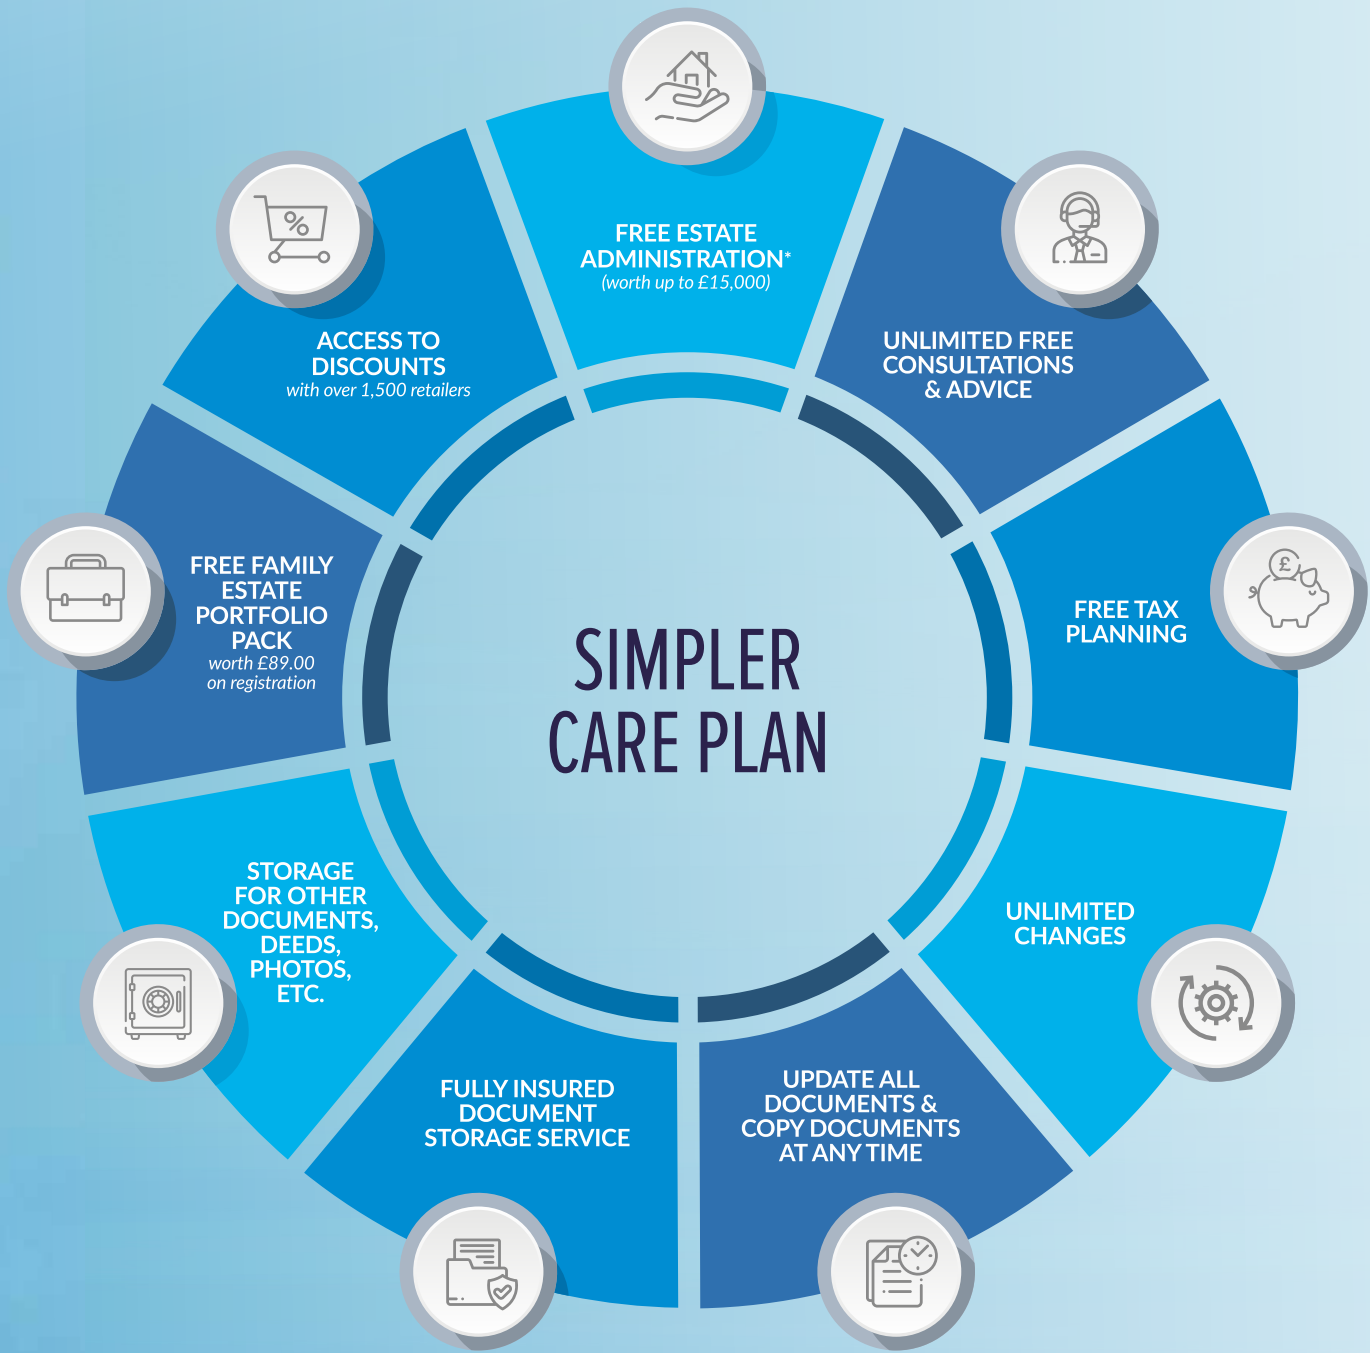 FREE ESTATE
ADMINISTRATION*
(worth up to £15,000)
UNLIMITED FREE
CONSULTATIONS
& ADVICE
£
FREE TAX
PLANNING
UNLIMITED
CHANGES
UPDATE ALL
DOCUMENTS &
COPY DOCUMENTS
AT ANY TIME
FULLY INSURED
DOCUMENT
STORAGE SERVICE
STORAGE
FOR OTHER
DOCUMENTS,
DEEDS,
PHOTOS,
ETC.
FREE FAMILY
ESTATE
PORTFOLIO
PACK
worth £89.00
on registration
%
ACCESS TO
DISCOUNTS
with over 1,500 retailers
SIMPLER
CARE PLAN